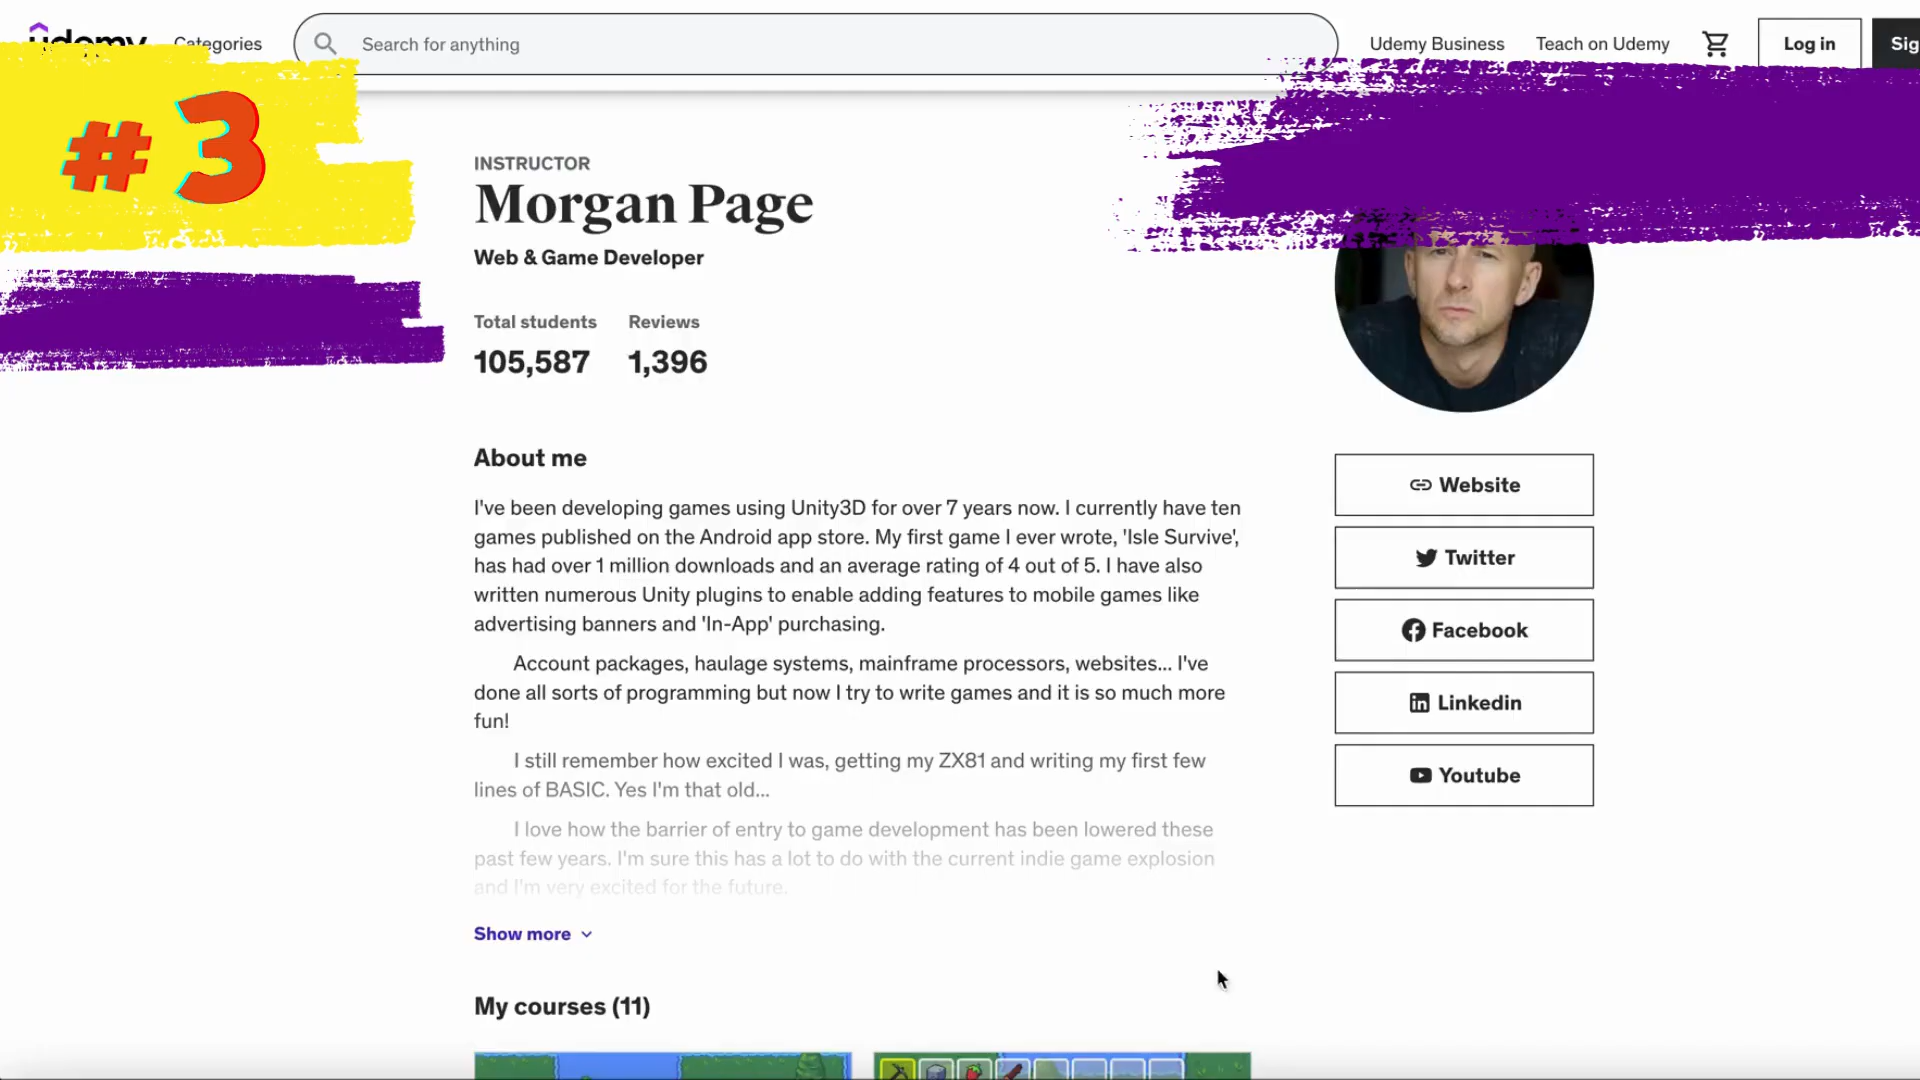 udemy
Categories
Search for anything
Udemy Business
Teach on Udemy
Log in
Sig
# 3
INSTRUCTOR
Morgan Page
Web & Game Developer
Total students
Reviews
105,587
1,396
About me
I've been developing games using Unity3D for over 7 years now. I currently have ten
games published on the Android app store. My first game I ever wrote, 'Isle Survive',
has had over 1 million downloads and an average rating of 4 out of 5. I have also
written numerous Unity plugins to enable adding features to mobile games like
advertising banners and 'In-App' purchasing.
Account packages, haulage systems, mainframe processors, websites... I've
done all sorts of programming but now I try to write games and it is so much more
fun!
I still remember how excited I was, getting my ZX81 and writing my first few
lines of BASIC. Yes I'm that old...
I love how the barrier of entry to game development has been lowered these
past few years. I'm sure this has a lot to do with the current indie game explosion
and I'm very excited for the future.
Show more
My courses (11)
Website
Twitter
Facebook
Linkedin
Youtube